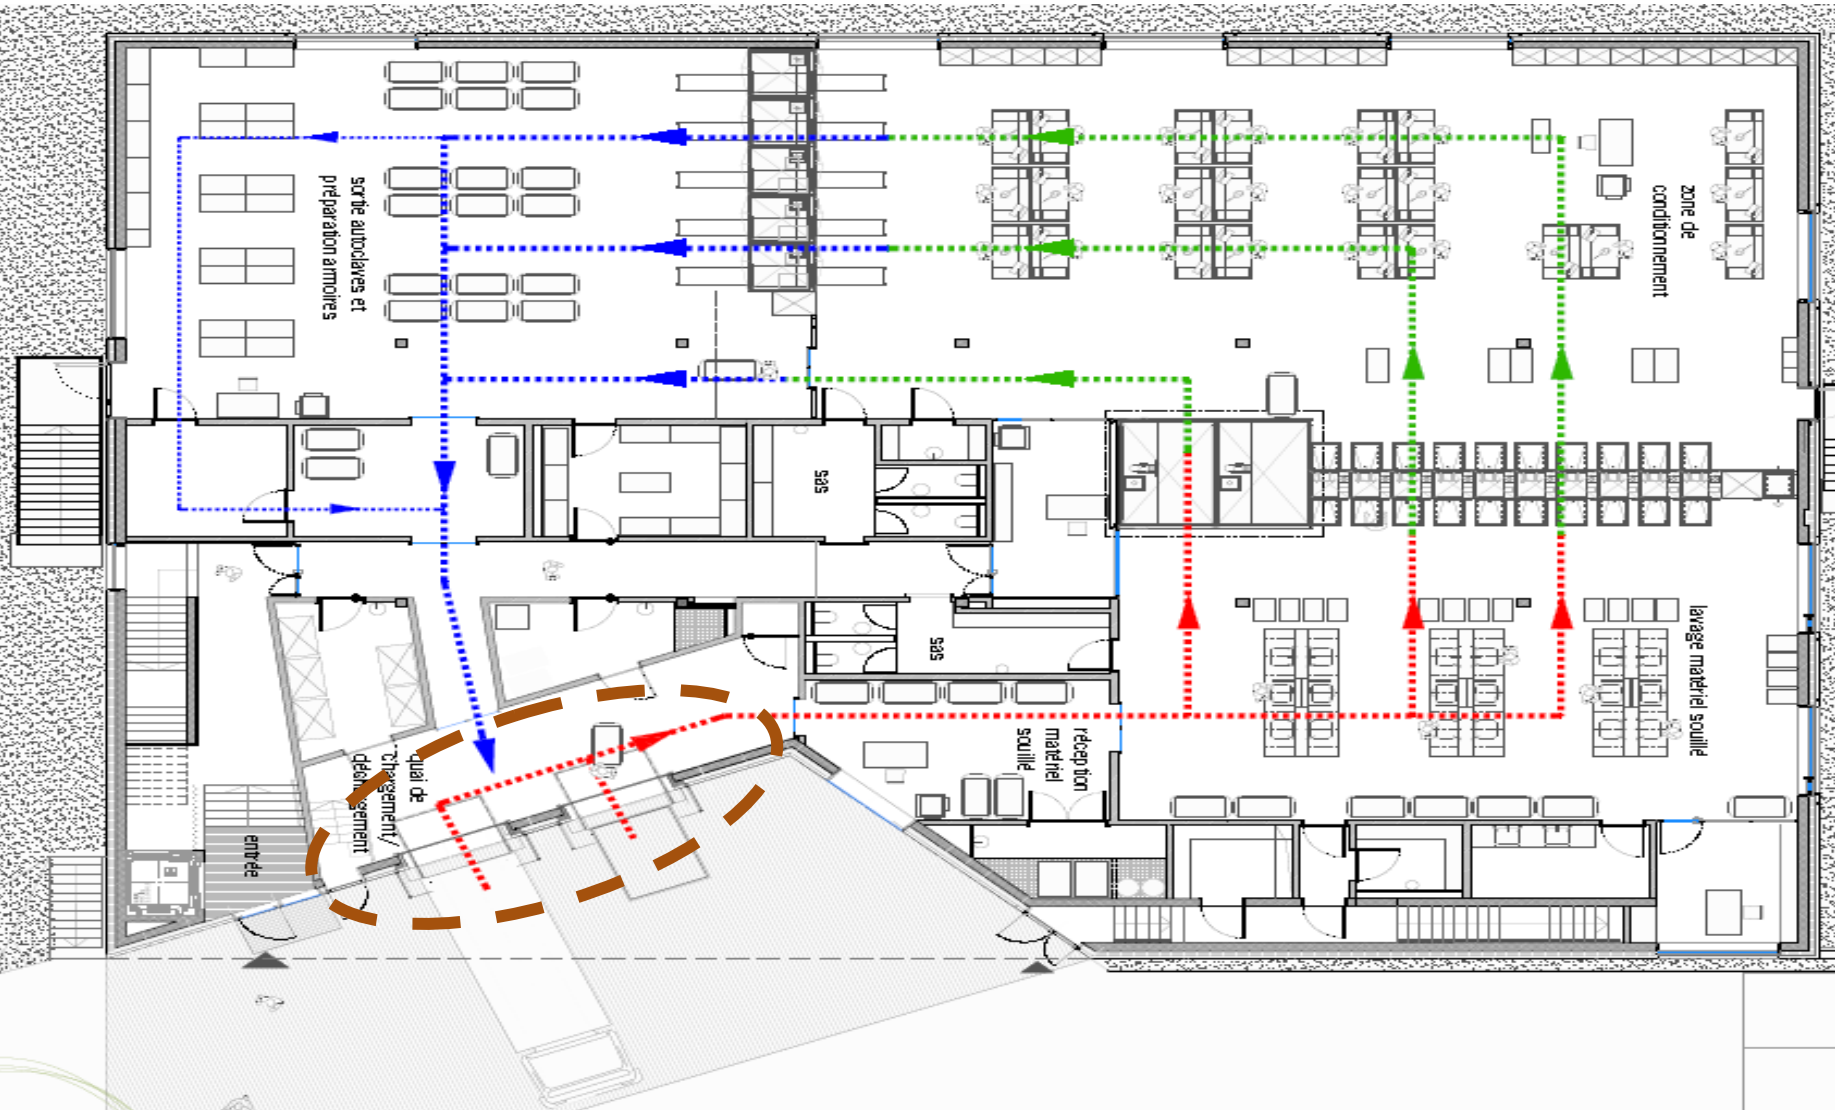 sortie autoclaves et
préparation armoires
zone de
conditionnement
sas
sas
lavage matériel souillé
réception
matériel
souillé
quai de
chargement/
déchargement
entrée